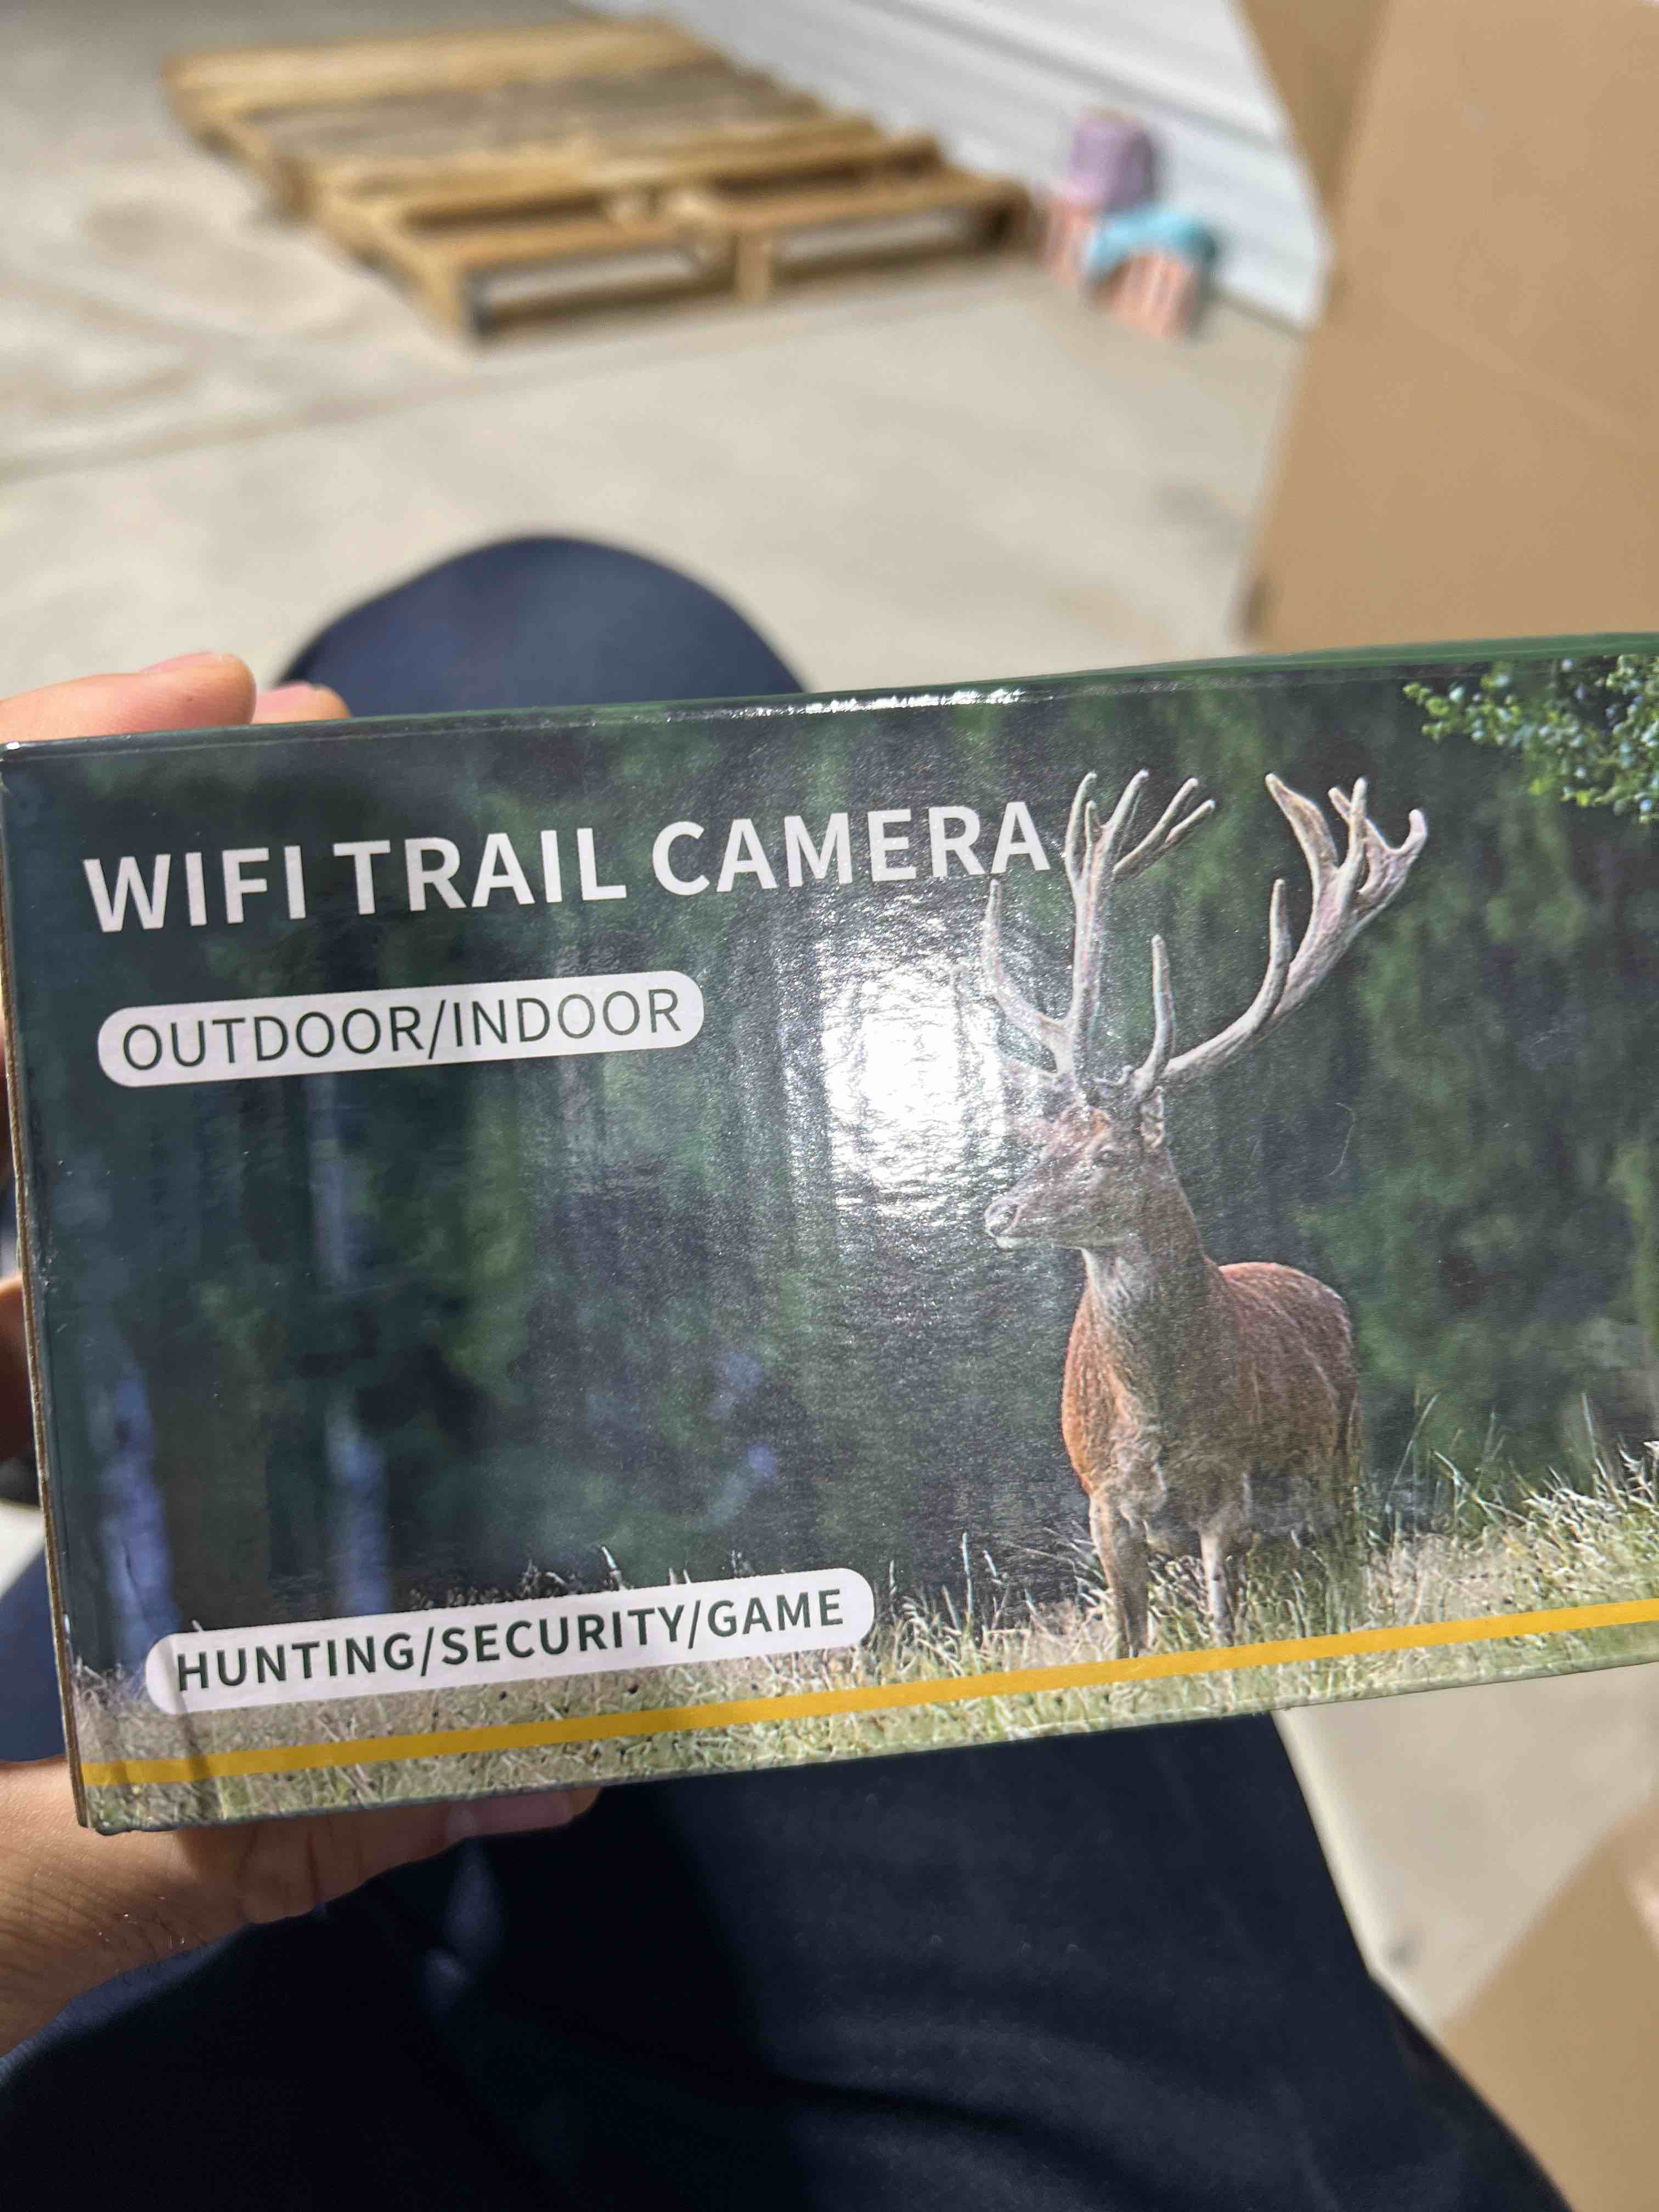 WIFI TRAIL CAMERA
OUTDOOR/INDOOR
HUNTING/SECURITY/GAME